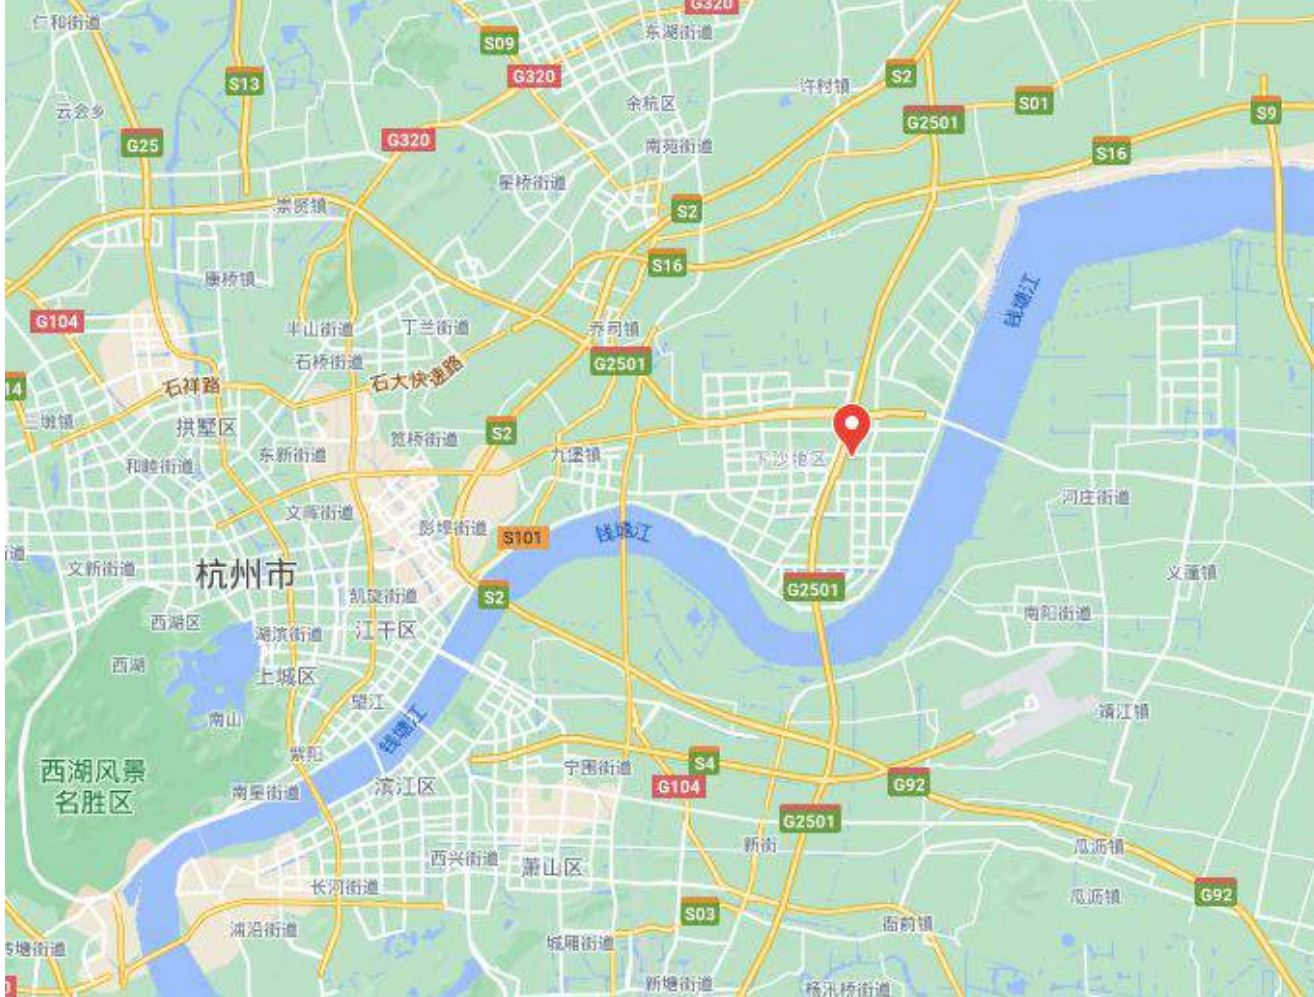 G320
仁和街道
东湖街道
S09
S2
G320
S13
许村镇
S01
余杭区
云会乡
S9
G2501
G320
G25
南苑街道
S16
星桥街道
崇贤镇
S2
S16
康桥镇
钱塘江
G104
半山街道
丁兰街道
乔司镇
石桥街道
G2501
石大快速路
石祥路
14
三墩镇
拱墅区
S2
笕桥街道
东新街道
九堡镇
下沙地区
和睦街道
河庄街道
文晖街道
彭埠街道
钱塘江
S101
街道
文新街道
杭州市
义蓬镇
G2501
凯旋街道
S2
南阳街道
西湖区
湖滨街道
江干区
西湖
上城区
望江
南山
靖江镇
钱塘江
紫阳
西湖风景
名胜区
宁围街道
S4
滨江区
G104
G92
南星街道
G2501
新街
瓜沥镇
西兴街道
萧山区
长河街道
瓜沥镇
G92
S03
浦沿街道
衙前镇
城厢街道
转塘街道
新塘街道
杨汛桥街道